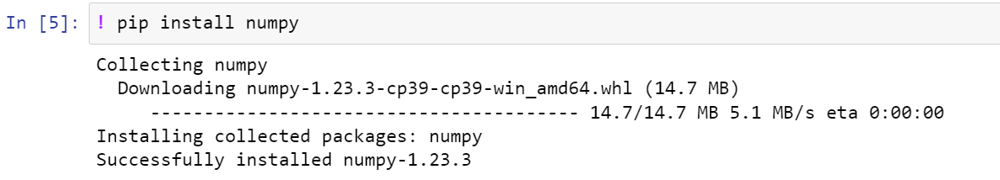 In [5]: ! pip install numpy
Collecting numpy
  Downloading numpy-1.23.3-cp39-cp39-win_amd64.whl (14.7 MB)
     ---------------------------------------- 14.7/14.7 MB 5.1 MB/s eta 0:00:00
Installing collected packages: numpy
Successfully installed numpy-1.23.3